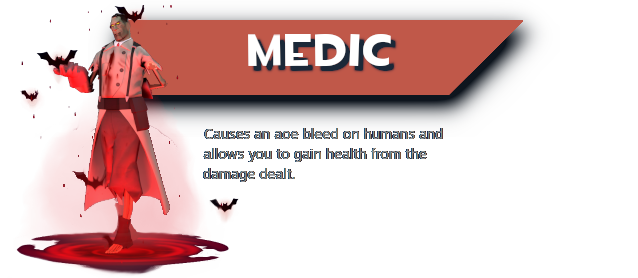 MEDIC
Causes an aoe bleed on humans and
allows you to gain health from the
damage dealt.